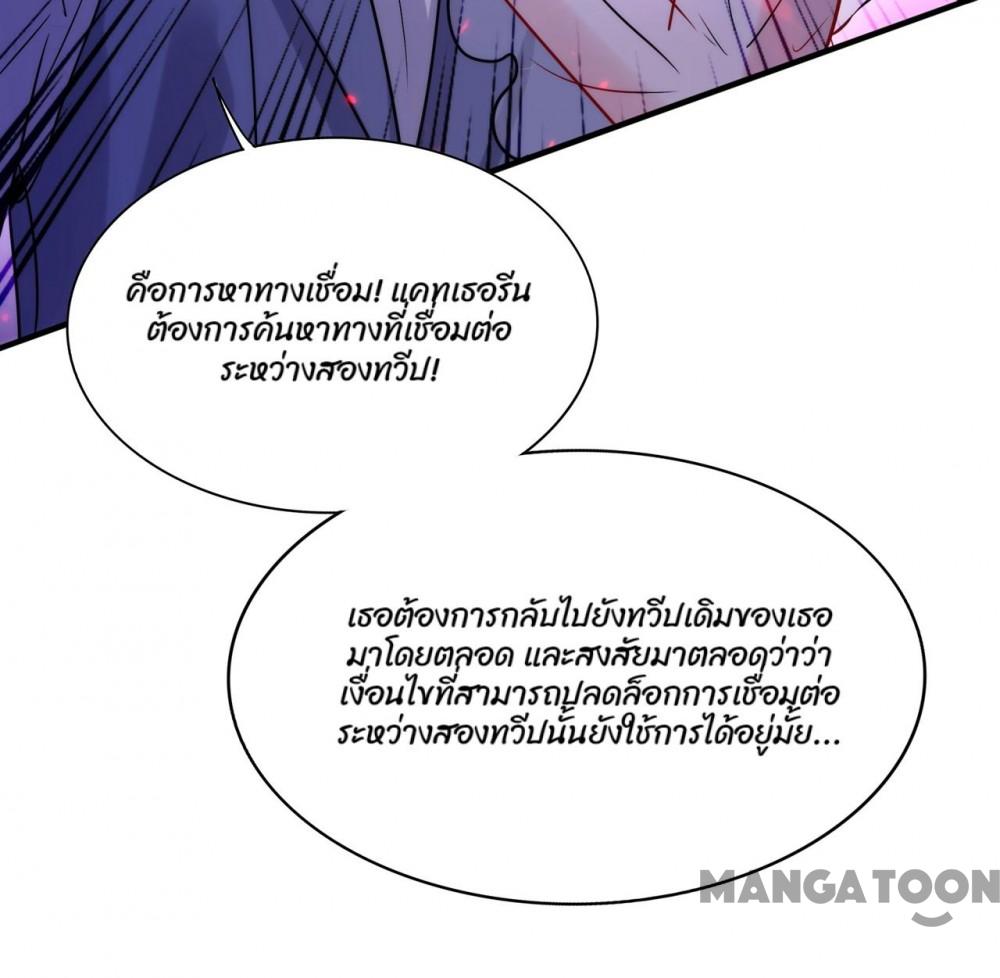 คือการหาทางเชื่อม! แคทเธอรีน
ต้องการค้นหาทางที่เชื่อมต่อ
ระหว่างสองทวีป!
เธอต้องการกลับไปยังทวีปเดิมของเธอ
มาโดยตลอด และสงสัยมาตลอดว่าว่า
เงื่อนไขที่สามารถปลดล็อกการเชื่อมต่อ
ระหว่างสองทวีปนั้นยังใช้การได้อยู่มั้ย...
MANGATOON